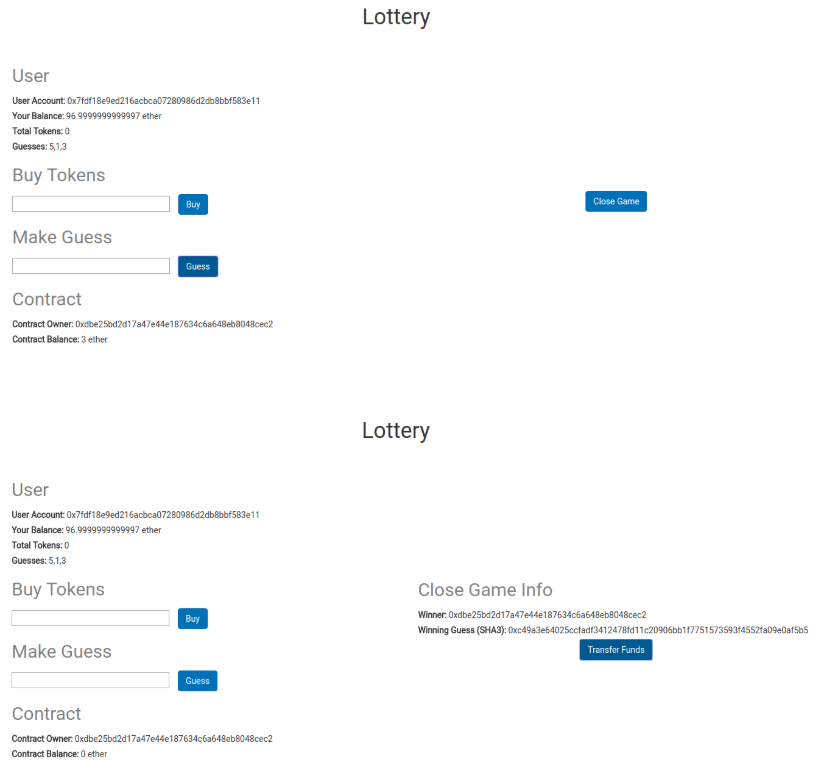 Lottery
User
User Account: 0x7fdf18e9ed216acbca07280986d2db8bbf583e11
Your Balance: 96.9999999999997 ether
Total Tokens: 0
Guesses: 5,1,3
Buy Tokens
Buy
Close Game
Make Guess
Guess
Contract
Contract Owner: 0xdbe25bd2d17a47e44e187634c6a648eb8048cec2
Contract Balance: 3 ether
Lottery
User
User Account: 0x7fdf18e9ed216acbca07280986d2db8bbf583e11
Your Balance: 96.9999999999997 ether
Total Tokens: 0
Guesses: 5,1,3
Buy Tokens
Buy
Close Game Info
Winner: 0xdbe25bd2d17a47e44e187634c6a648eb8048cec2
Winning Guess (SHA3): 0xc49a3e64025ccfadf3412478fd11c20906bb1f7751573593f4552fa09e0af5b5
Transfer Funds
Make Guess
Guess
Contract
Contract Owner: 0xdbe25bd2d17a47e44e187634c6a648eb8048cec2
Contract Balance: 0 ether